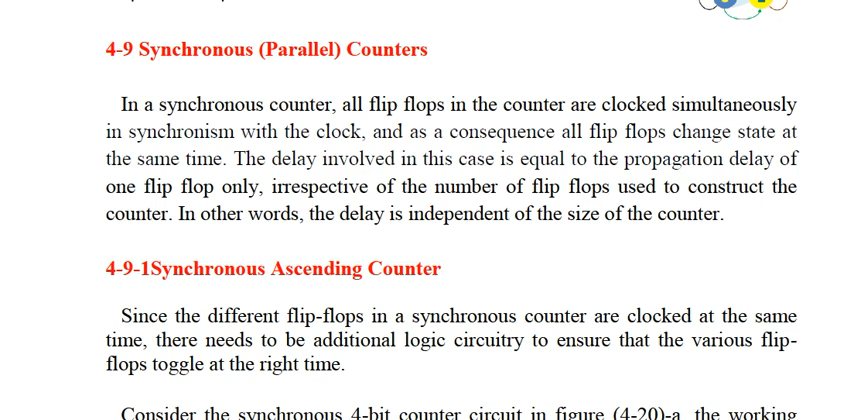 4-9 Synchronous (Parallel) Counters
In a synchronous counter, all flip flops in the counter are clocked simultaneously
in synchronism with the clock, and as a consequence all flip flops change state at
the same time. The delay involved in this case is equal to the propagation delay of
one flip flop only, irrespective of the number of flip flops used to construct the
counter. In other words, the delay is independent of the size of the counter.
4-9-1Synchronous Ascending Counter
Since the different flip-flops in a synchronous counter are clocked at the same
time, there needs to be additional logic circuitry to ensure that the various flip-
flops toggle at the right time.
Consider the synchronous 4-bit counter circuit in figure (4-20)-a, the working